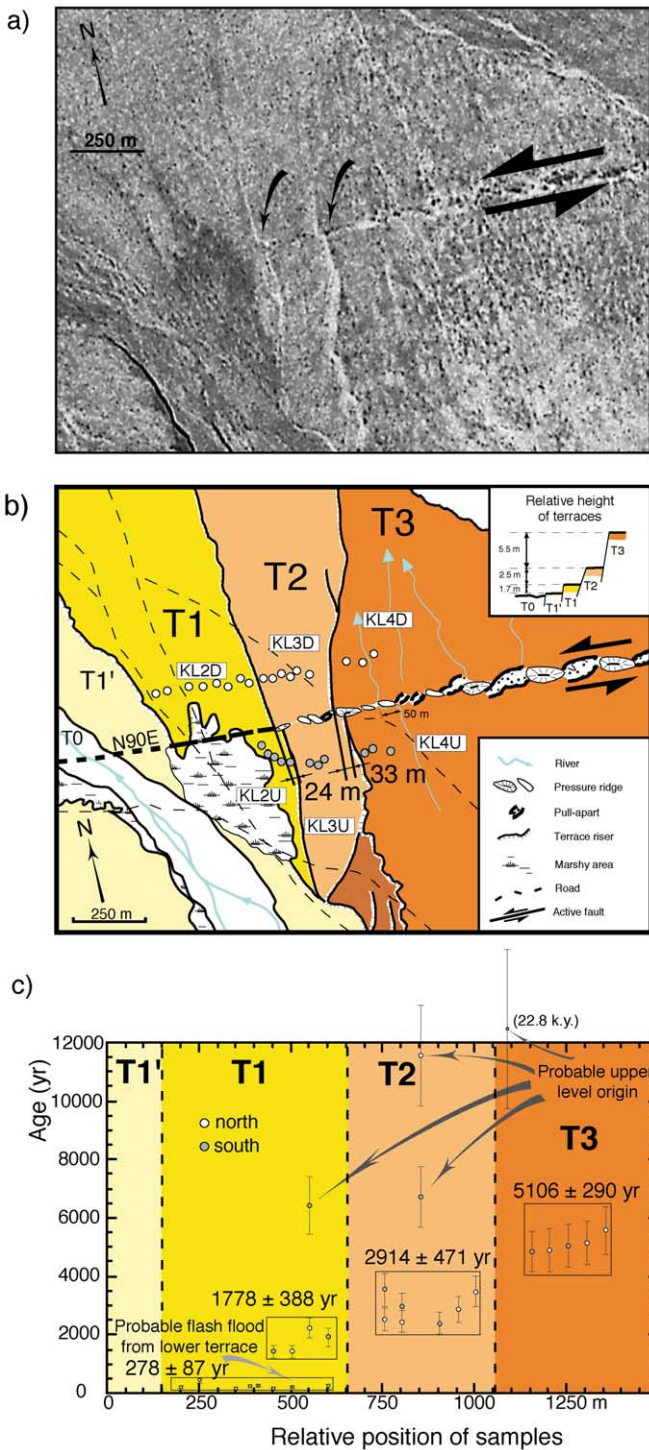 a)
N
250 m
b)
T3
T2
T1
T1'
T0
KL4D
KL3D
KL2D
N90E
50 m
KL4U
33 m
24 m
KL2U
KL3U
N
250 m
Relative height
of terraces
5.5 m
2.5 m
1.7 m
T3
T2
T1
T1'
T0
River
Pressure ridge
Pull-apart
Terrace riser
Marshy area
Road
Active fault
c)
Age (yr)
12000
10000
8000
6000
4000
2000
0
T1'
T1
T2
T3
(22.8 k.y.)
Probable upper
level origin
north
south
5106 ± 290 yr
2914 ± 471 yr
1778 ± 388 yr
Probable flash flood
from lower terrace
278 ± 87 yr
0
250
500
750
1000
1250 m
Relative position of samples